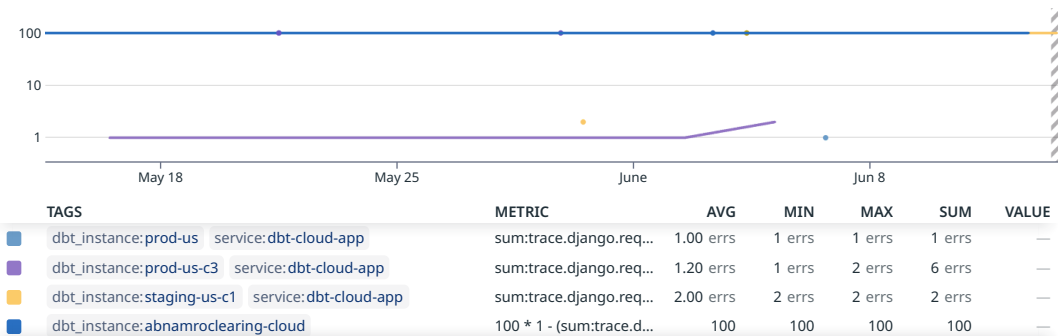 100
10
1
May 18 May 25 June Jun 8
TAGS METRIC AVG MIN MAX SUM VALUE
dbt_instance:prod-us service:dbt-cloud-app sum:trace.django.req... 1.00 errs 1 errs 1 errs 1 errs —
dbt_instance:prod-us-c3 service:dbt-cloud-app sum:trace.django.req... 1.20 errs 1 errs 2 errs 6 errs —
dbt_instance:staging-us-c1 service:dbt-cloud-app sum:trace.django.req... 2.00 errs 2 errs 2 errs 2 errs —
dbt_instance:abnamroclearing-cloud 100 * 1 - (sum:trace.d... 100 100 100 100 —